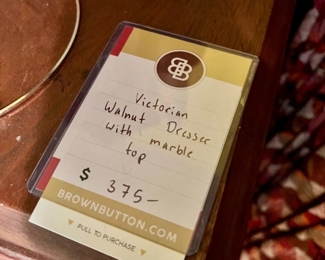 Victorian
Walnut Dresser
with marble
top
$ 375-
BROWNBUTTON.COM
PULL TO PURCHASE